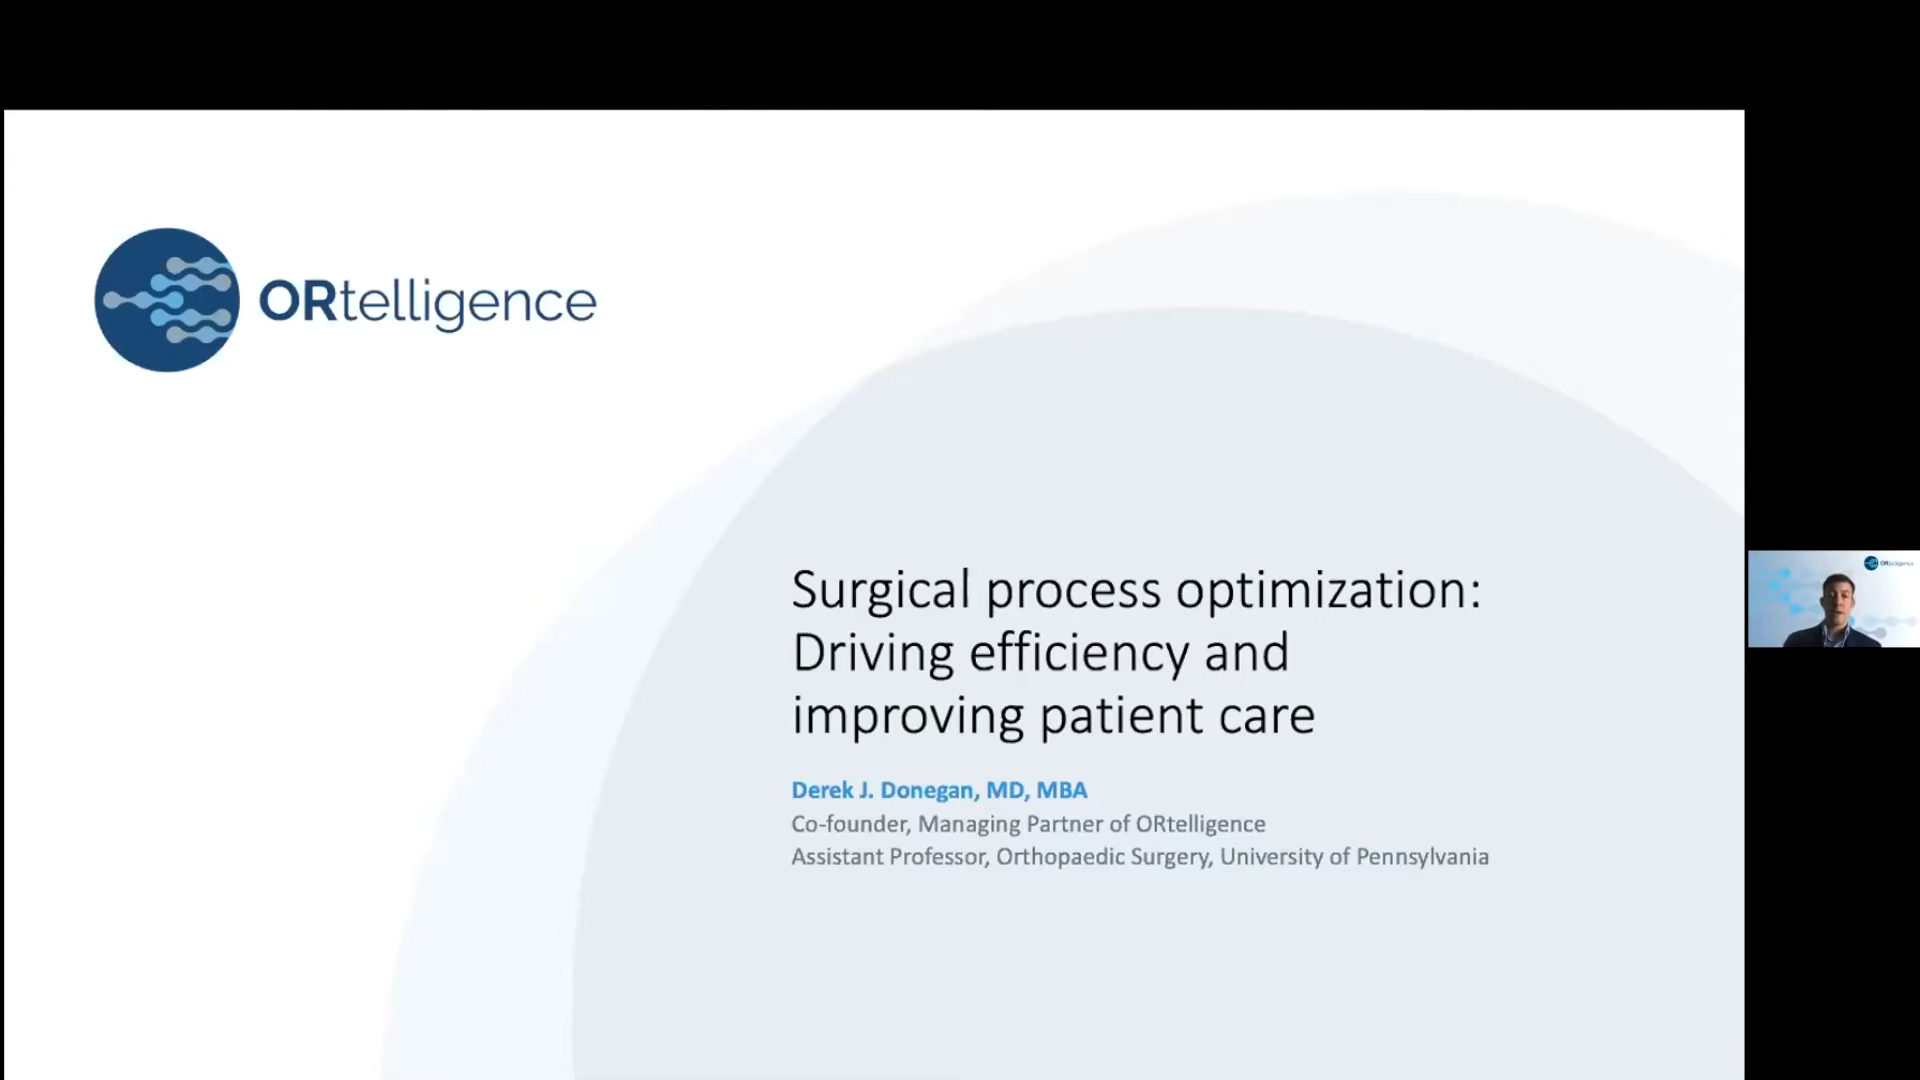 ORtelligence
Surgical process optimization:
Driving efficiency and
improving patient care
Derek J. Donegan, MD, MBA
Co-founder, Managing Partner of ORtelligence
Assistant Professor, Orthopaedic Surgery, University of Pennsylvania
ORtelligence